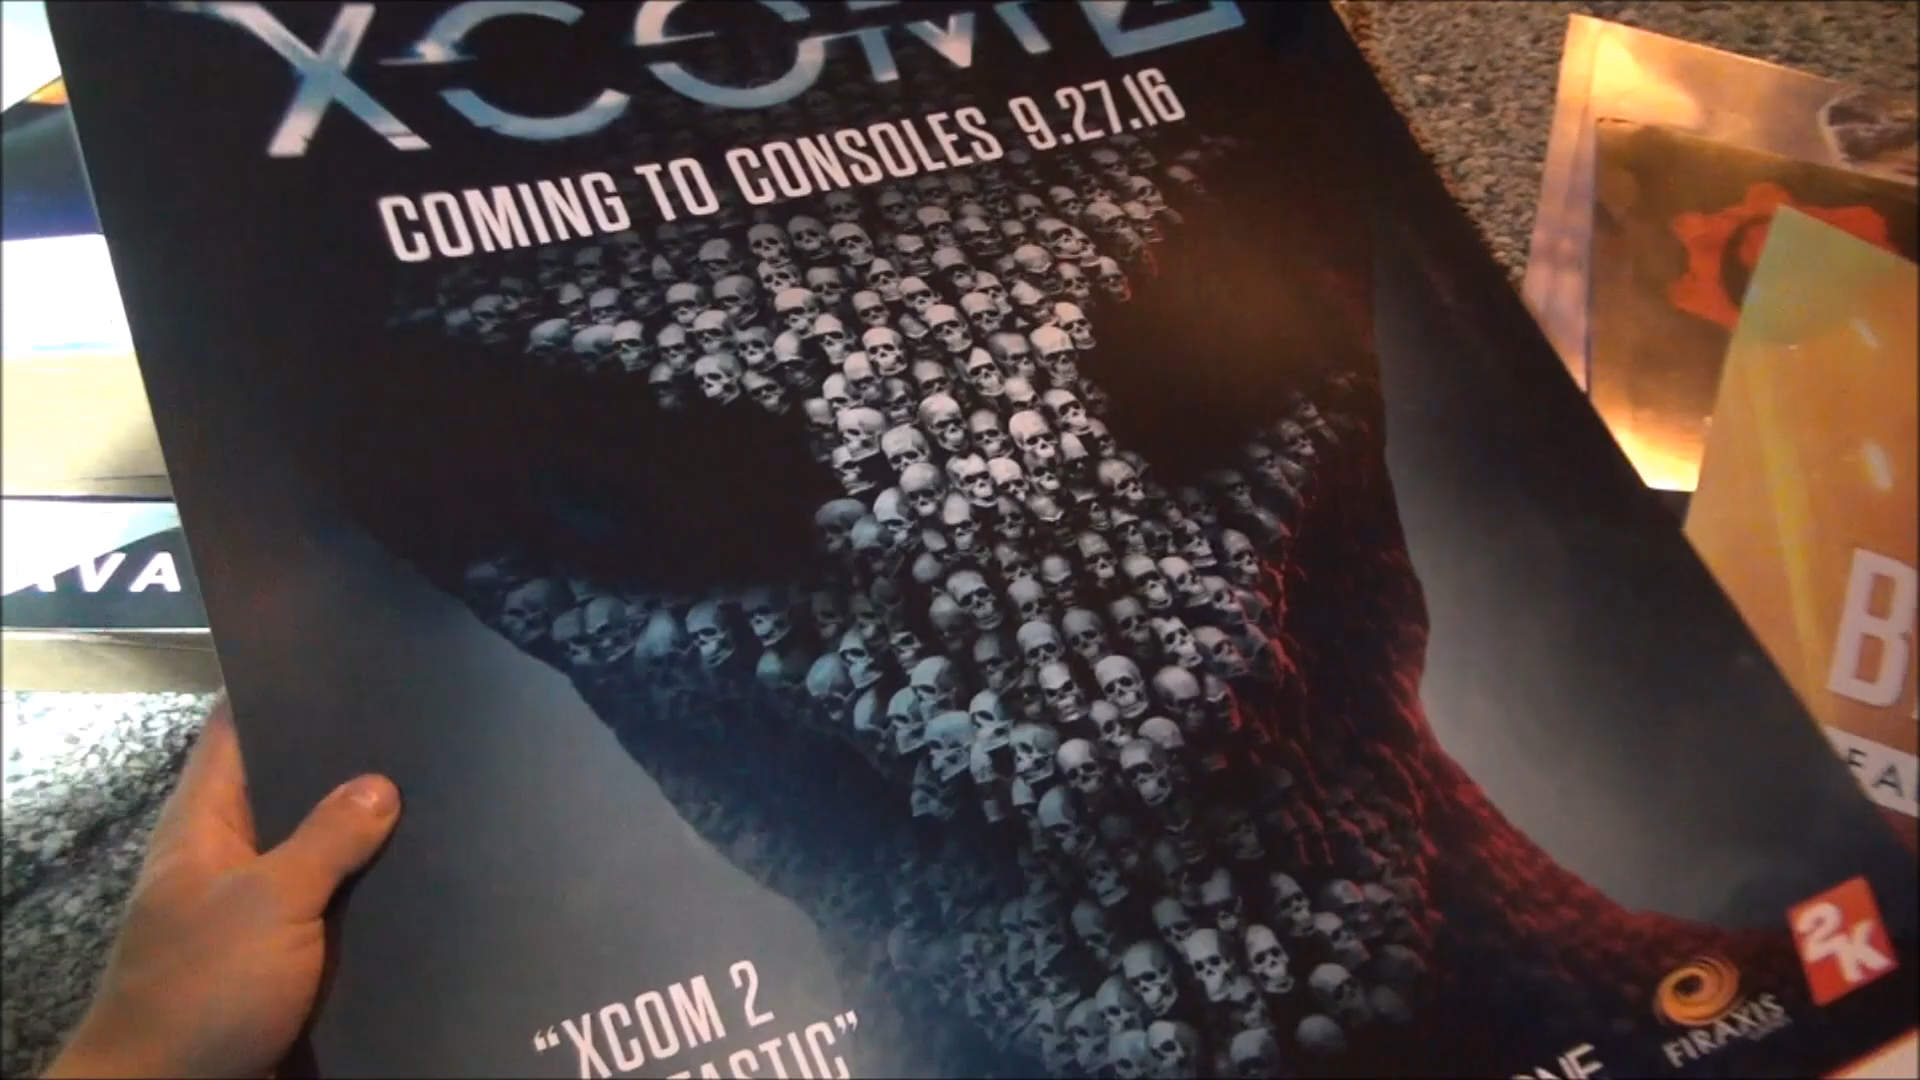 XCOM 2
COMING TO CONSOLES 9.27.16
"XCOM 2
FIRAXIS
2K